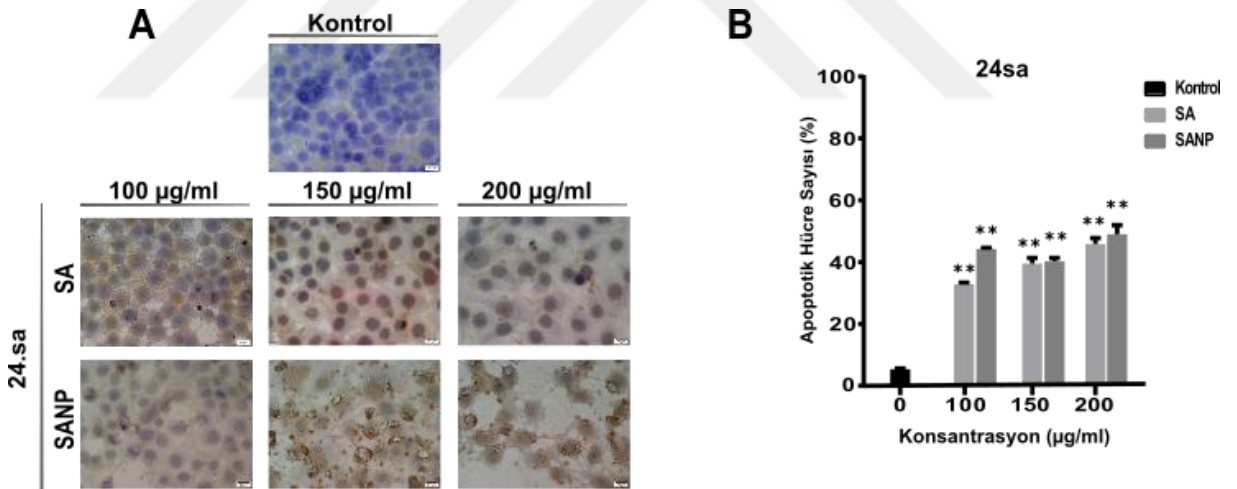 A
Kontrol
100 µg/ml
150 µg/ml
200 µg/ml
24.sa
SA
SANP
B
24sa
Kontrol
SA
SANP
Apoptotik Hücre Sayısı (%)
100
80
60
40
20
0
**
**
**
**
**
**
0
100
150
200
Konsantrasyon (µg/ml)